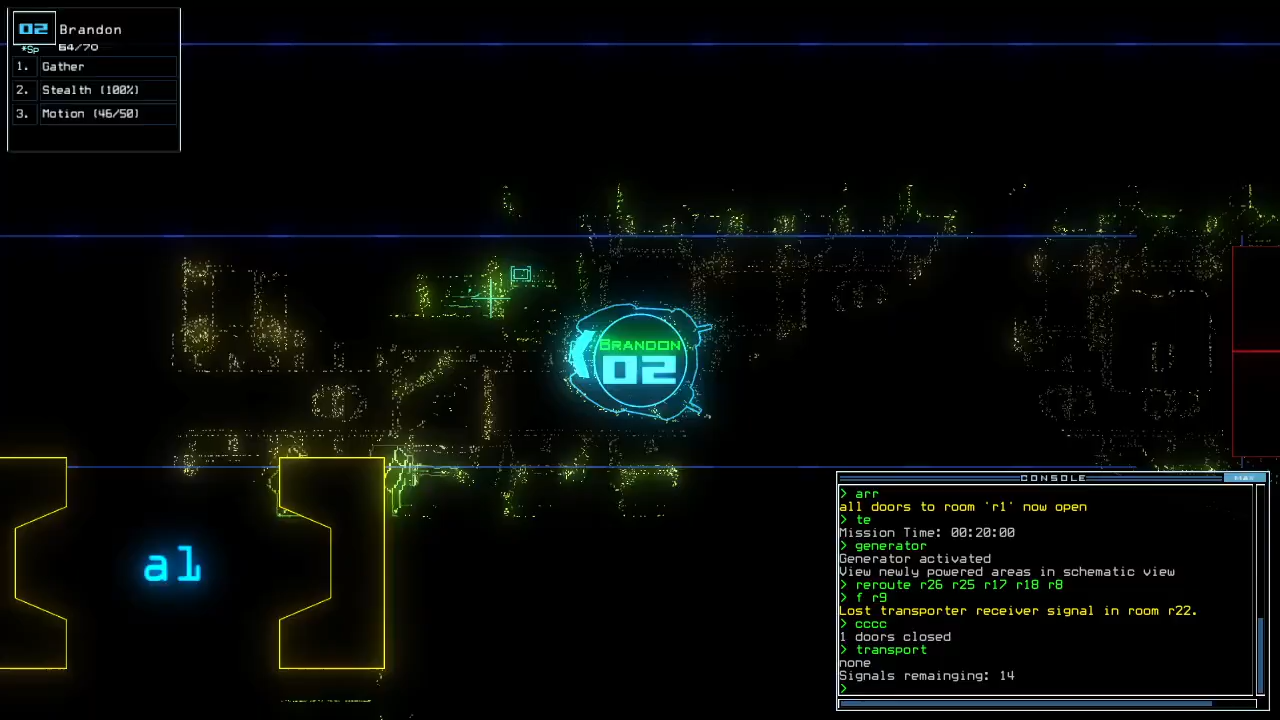 02 Brandon
*Sp 64/70
1. Gather
2. Stealth (100%)
3. Motion (46/50)
BRANDON
02
a1
CONSOLE
MAX
> arr
all doors to room 'r1' now open
> te
Mission Time: 00:20:00
> generator
Generator activated
View newly powered areas in schematic view
> reroute r26 r25 r17 r18 r8
> f r9
Lost transporter receiver signal in room r22.
> cccc
1 doors closed
> transport
none
Signals remainging: 14
>